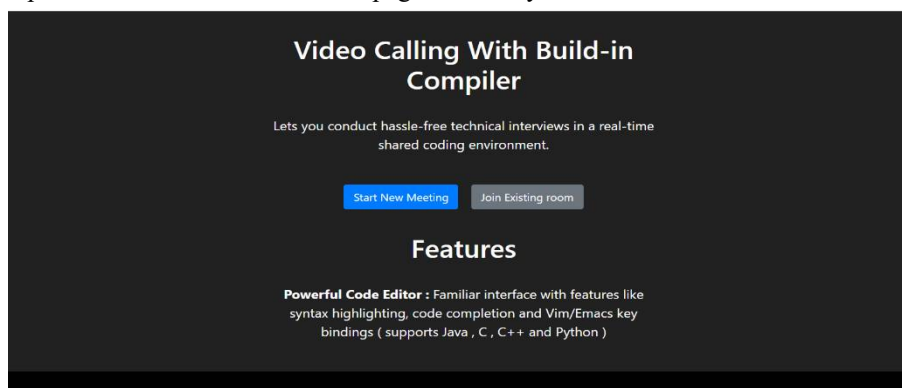 Video Calling With Build-in
Compiler
Lets you conduct hassle-free technical interviews in a real-time
shared coding environment.
Start New Meeting Join Existing room
Features
Powerful Code Editor : Familiar interface with features like
syntax highlighting, code completion and Vim/Emacs key
bindings ( supports Java , C , C++ and Python )